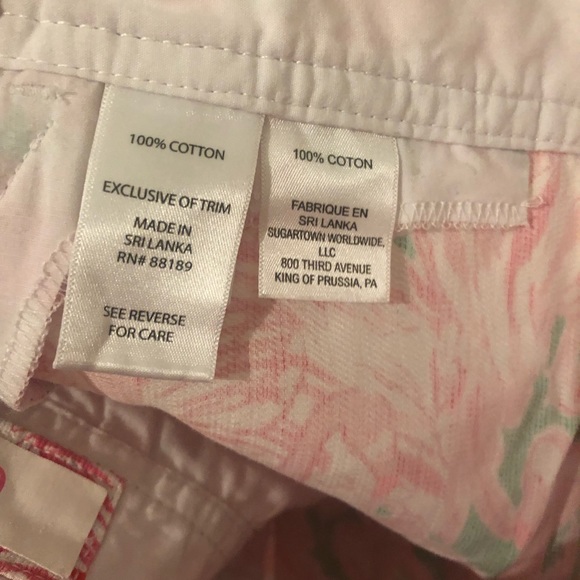 100% COTTON
EXCLUSIVE OF TRIM
MADE IN
SRI LANKA
RN# 88189
SEE REVERSE
FOR CARE
100% COTON
FABRIQUE EN
SRI LANKA
SUGARTOWN WORLDWIDE,
LLC
800 THIRD AVENUE
KING OF PRUSSIA, PA